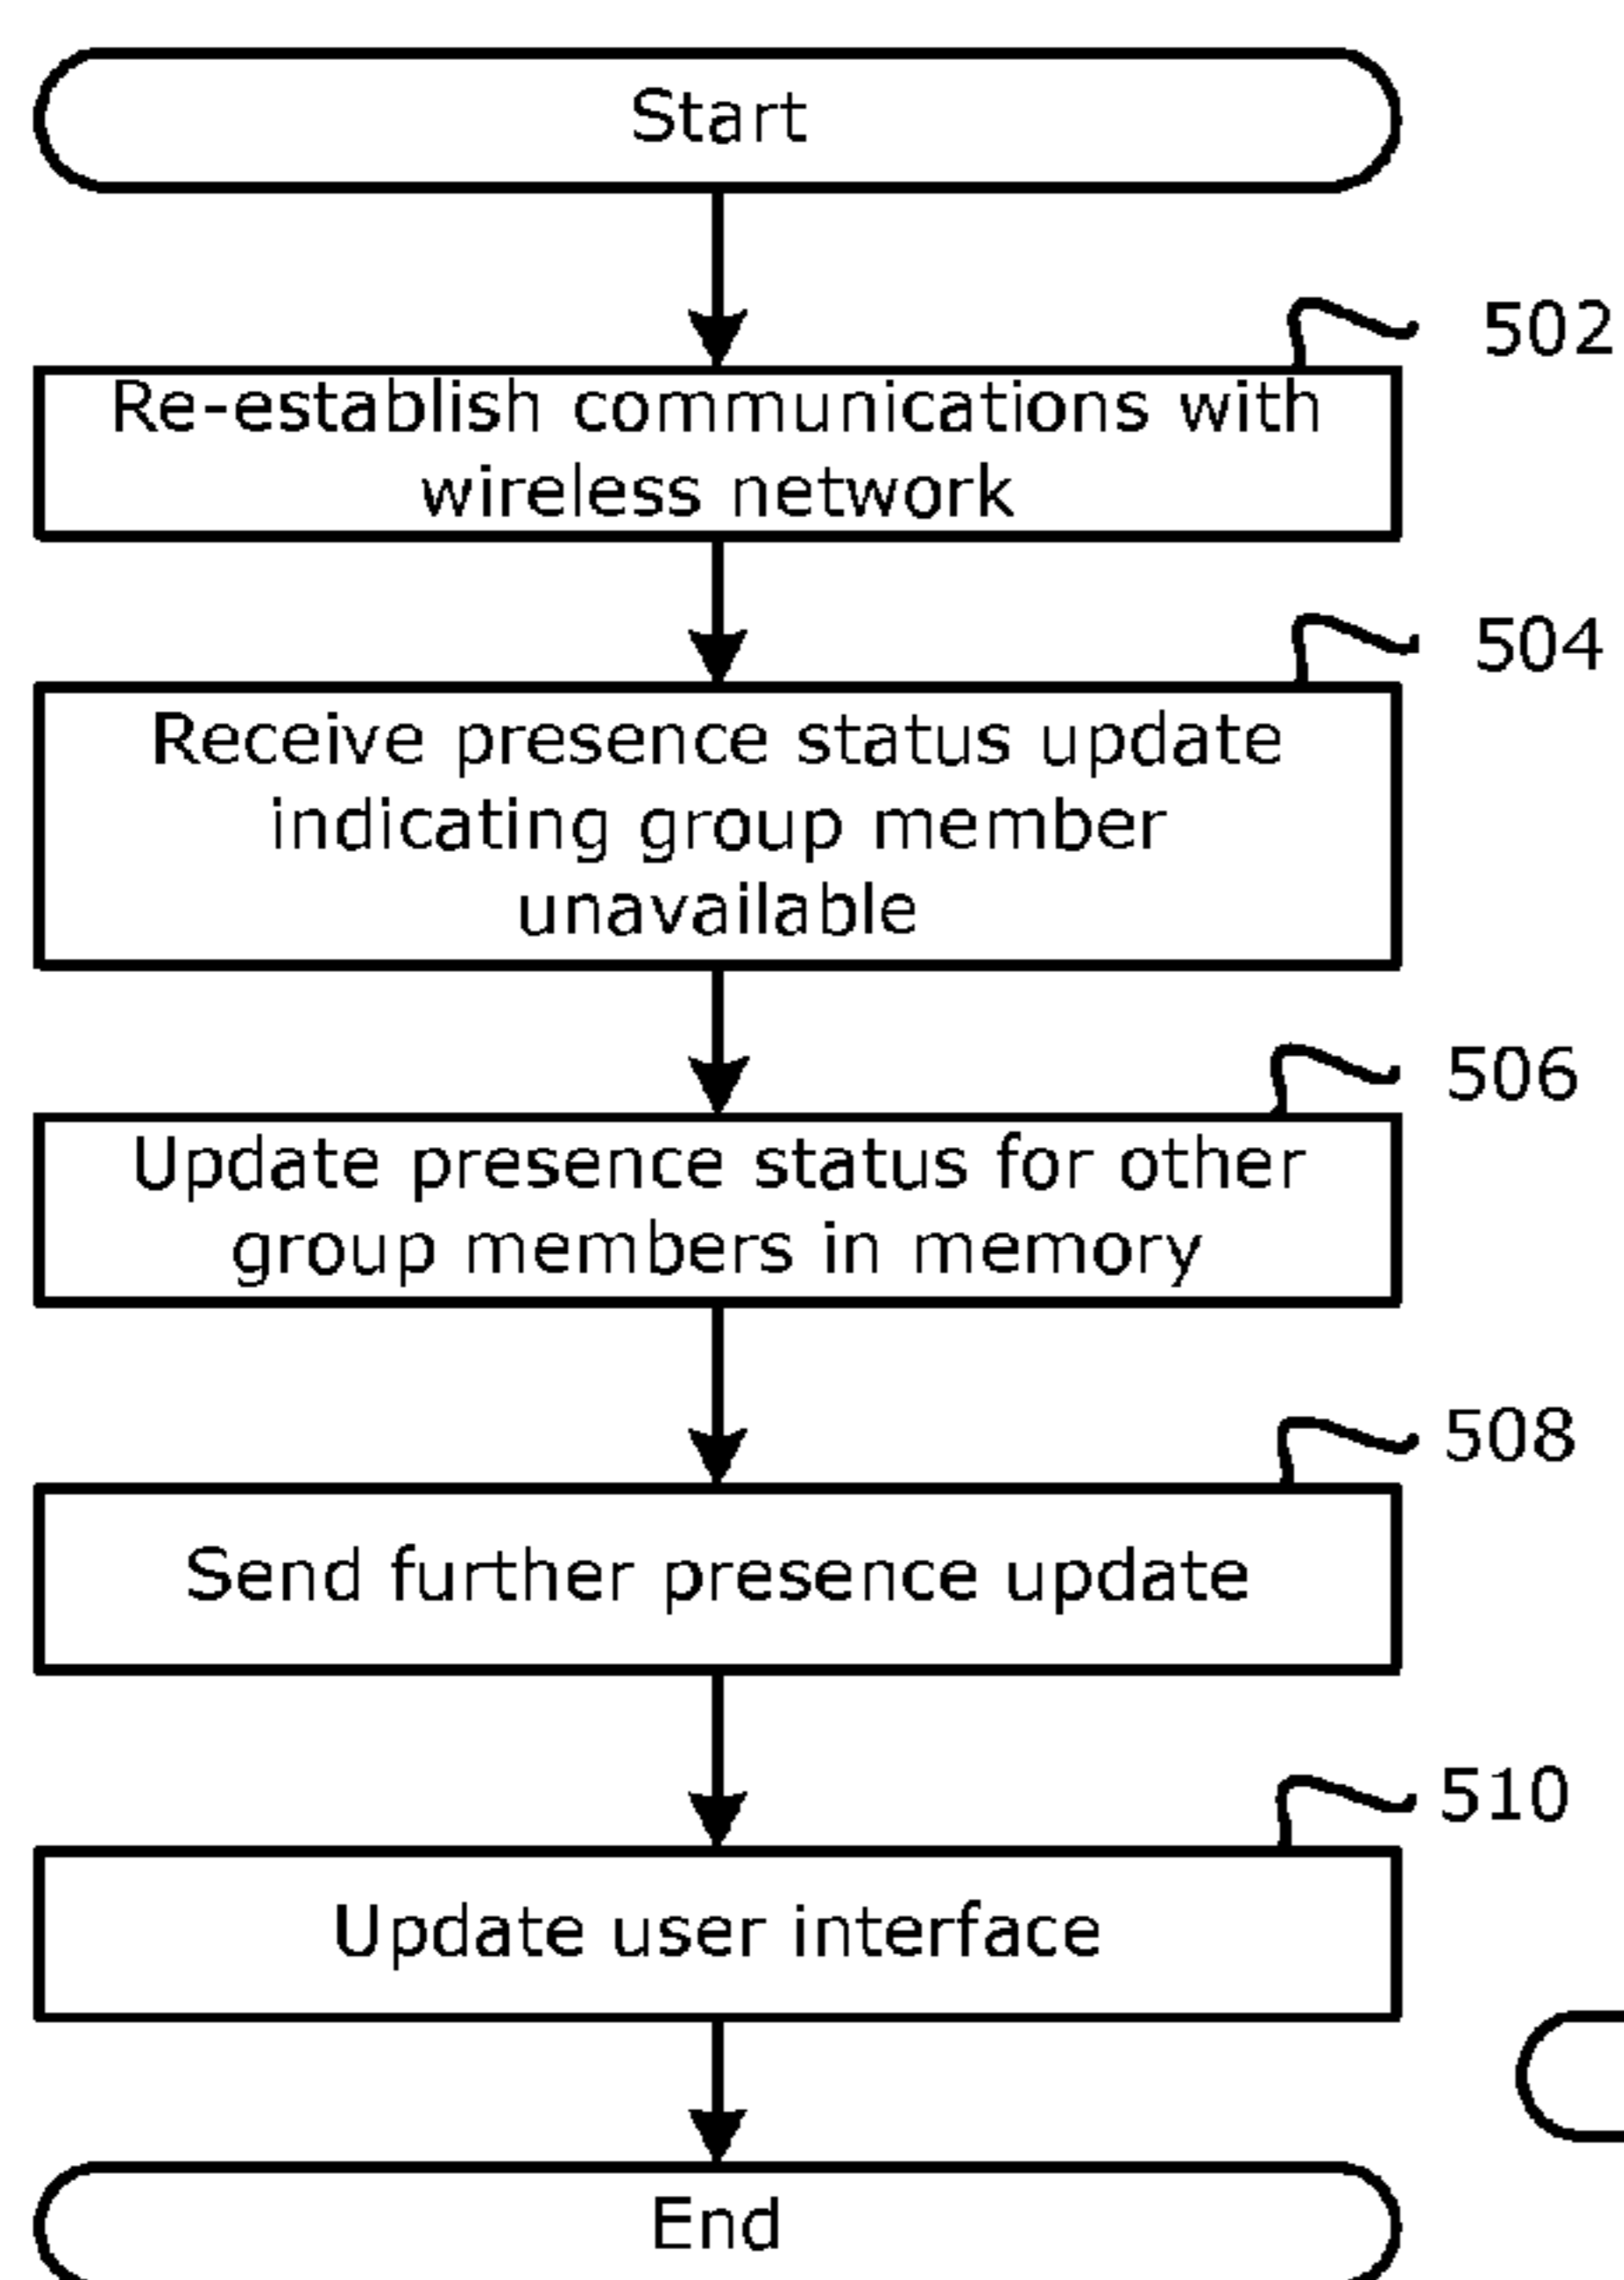 Start
502
Re-establish communications with
wireless network
504
Receive presence status update
indicating group member
unavailable
506
Update presence status for other
group members in memory
508
Send further presence update
510
Update user interface
End